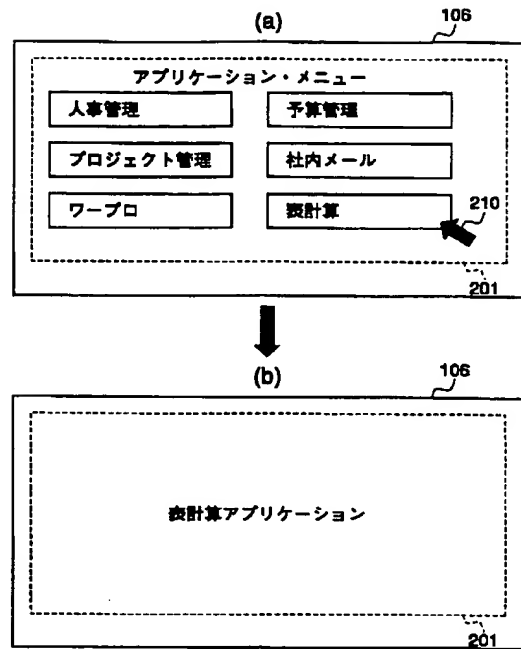 (a)
106
アプリケーション・メニュー
人事管理
予算管理
プロジェクト管理
社内メール
ワープロ
表計算
210
201
(b)
106
表計算アプリケーション
201